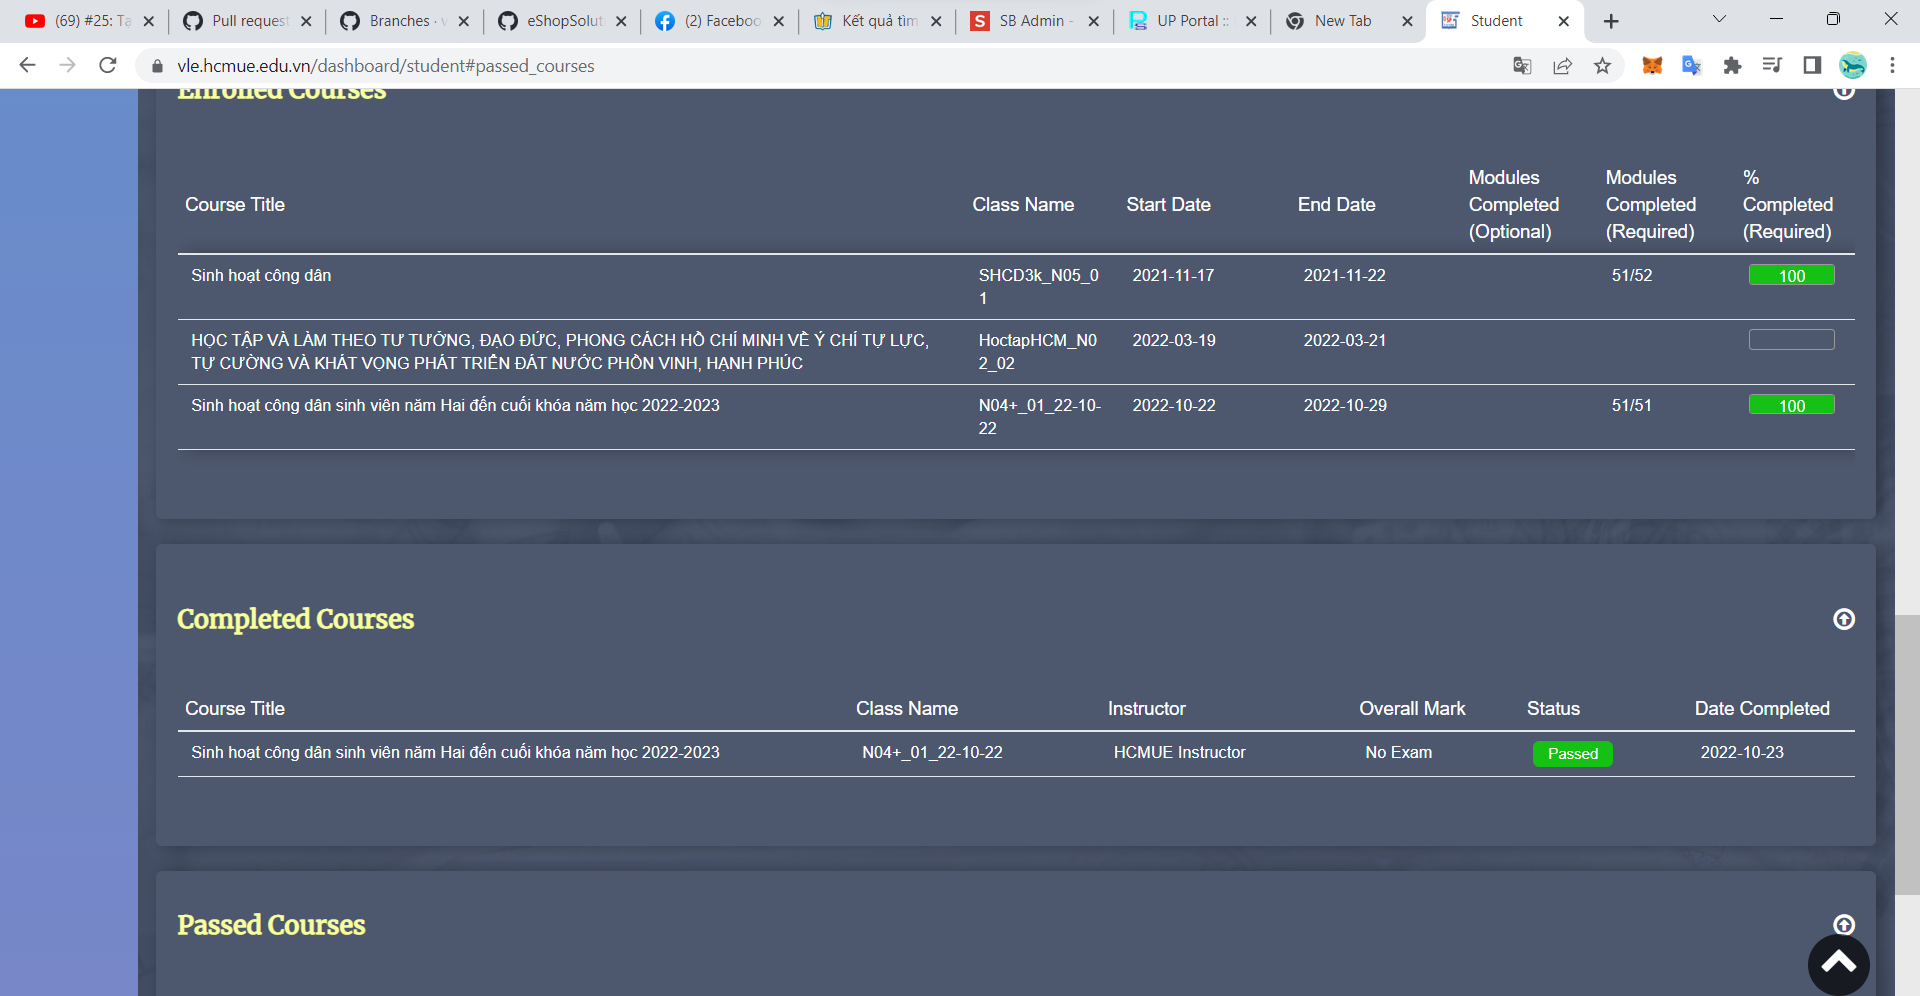 (69) #25: Tạ
Pull request
Branches · v
eShopSolut
(2) Faceboo
Kết quả tìm
SB Admin -
UP Portal ::
New Tab
Student
vle.hcmue.edu.vn/dashboard/student#passed_courses
Enrolled Courses
Course Title Class Name Start Date End Date Modules Completed (Optional) Modules Completed (Required) % Completed (Required)
Sinh hoạt công dân SHCD3k_N05_0 2021-11-17 2021-11-22 51/52 100
1
HỌC TẬP VÀ LÀM THEO TƯ TƯỞNG, ĐẠO ĐỨC, PHONG CÁCH HỒ CHÍ MINH VỀ Ý CHÍ TỰ LỰC, HoctapHCM_N0 2022-03-19 2022-03-21
TỰ CƯỜNG VÀ KHÁT VỌNG PHÁT TRIỂN ĐẤT NƯỚC PHỒN VINH, HẠNH PHÚC 2_02
Sinh hoạt công dân sinh viên năm Hai đến cuối khóa năm học 2022-2023 N04+_01_22-10- 2022-10-22 2022-10-29 51/51 100
22
Completed Courses
Course Title Class Name Instructor Overall Mark Status Date Completed
Sinh hoạt công dân sinh viên năm Hai đến cuối khóa năm học 2022-2023 N04+_01_22-10-22 HCMUE Instructor No Exam Passed 2022-10-23
Passed Courses